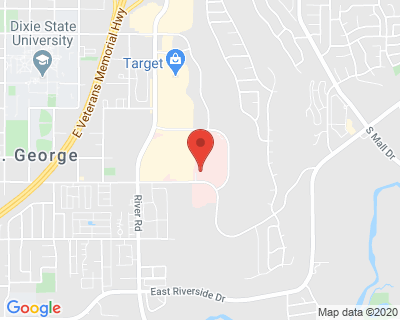 Dixie State
University
E Veterans Memorial Hwy
Target
. George
River Rd
S Mall Dr
East Riverside Dr
Google
Map data ©2020